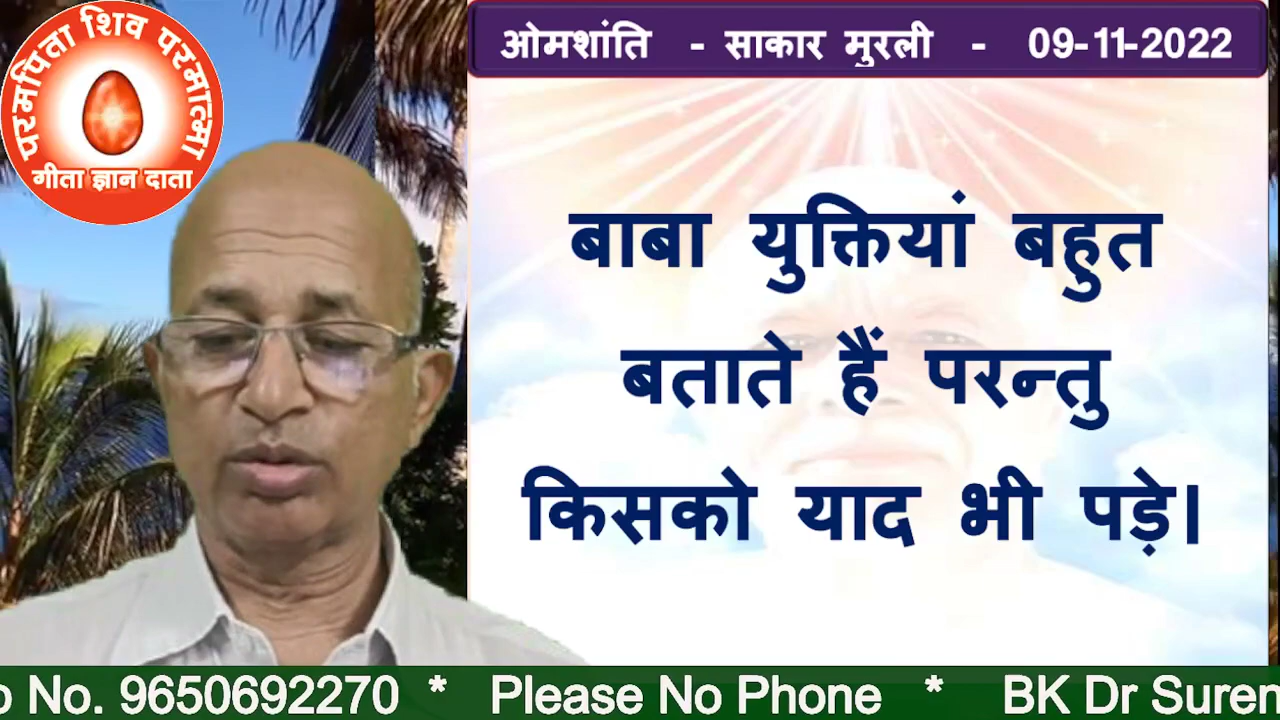 परमपिता शिव परमात्मा
गीता ज्ञान दाता
ओमशांति - साकार मुरली - 09-11-2022
बाबा युक्तियां बहुत
बताते हैं परन्तु
किसको याद भी पड़े।
No. 9650692270 * Please No Phone * BK Dr